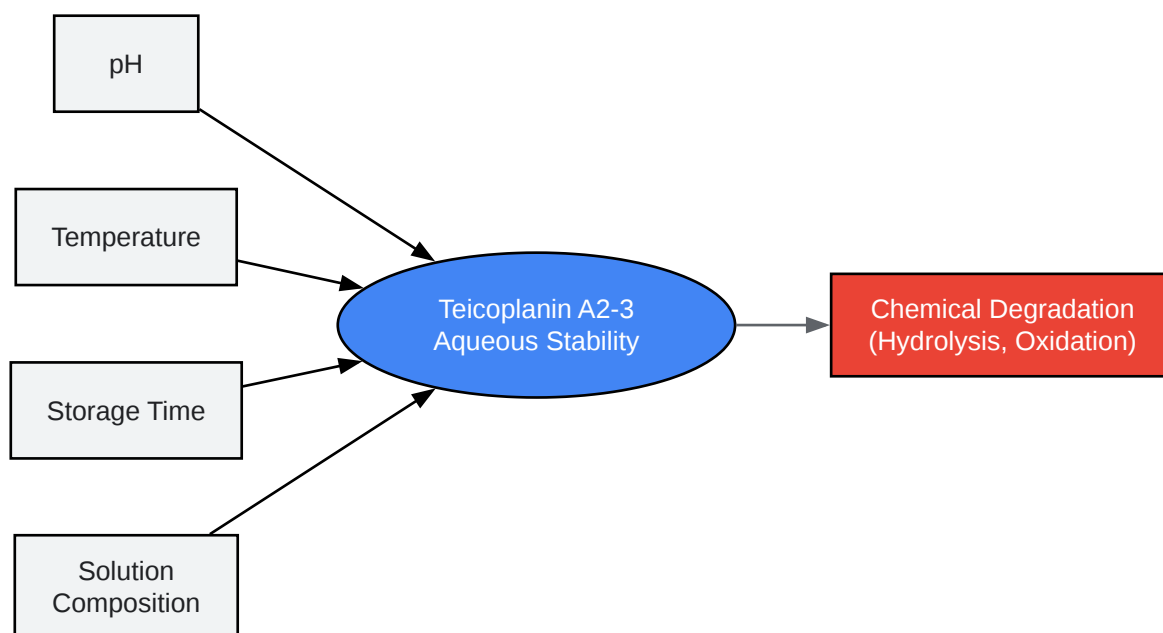 pH
Temperature
Storage Time
Solution
Composition
Teicoplanin A2-3
Aqueous Stability
Chemical Degradation
(Hydrolysis, Oxidation)